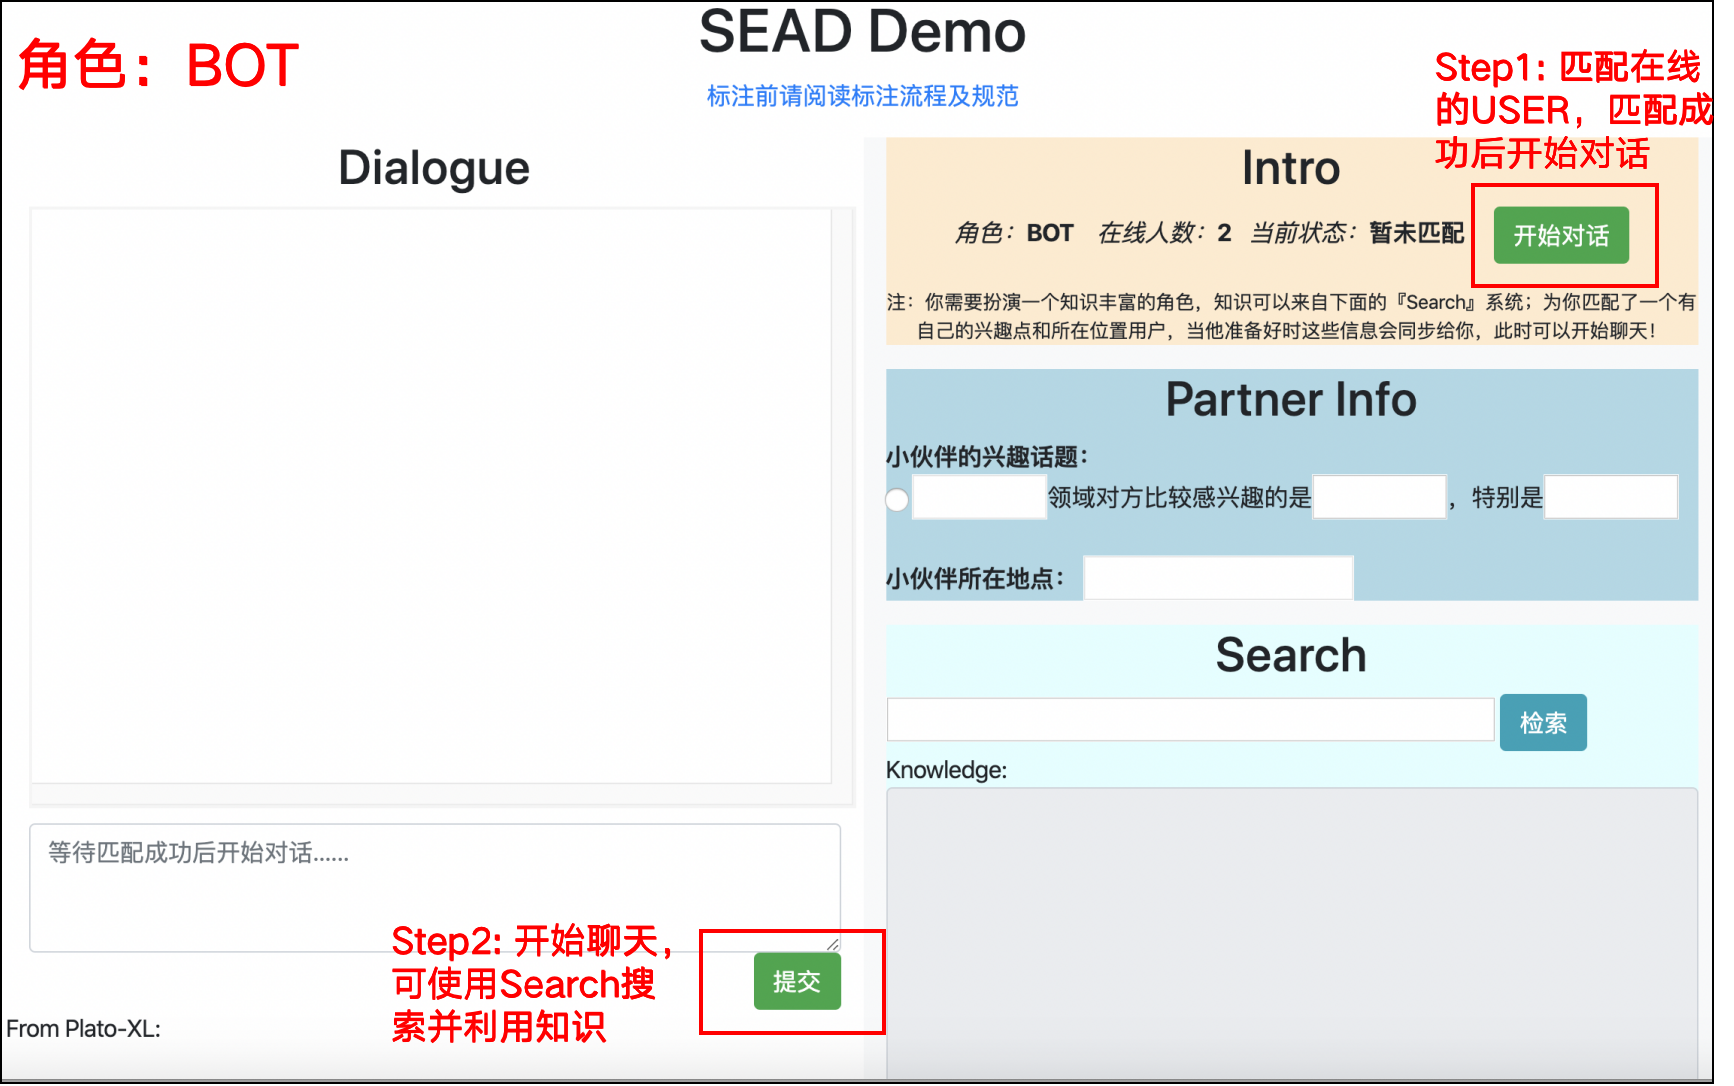 SEAD Demo
角色：BOT
标注前请阅读标注流程及规范
Step1: 匹配在线
的USER，匹配成
功后开始对话
Dialogue
Intro
角色：BOT 在线人数：2 当前状态：暂未匹配
开始对话
注：你需要扮演一个知识丰富的角色，知识可以来自下面的『Search』系统；为你匹配了一个有
自己的兴趣点和所在位置用户，当他准备好时这些信息会同步给你，此时可以开始聊天！
Partner Info
小伙伴的兴趣话题：
领域对方比较感兴趣的是 ，特别是
小伙伴所在地点：
Search
检索
Knowledge:
等待匹配成功后开始对话......
Step2: 开始聊天，
可使用Search搜
索并利用知识
提交
From Plato-XL: